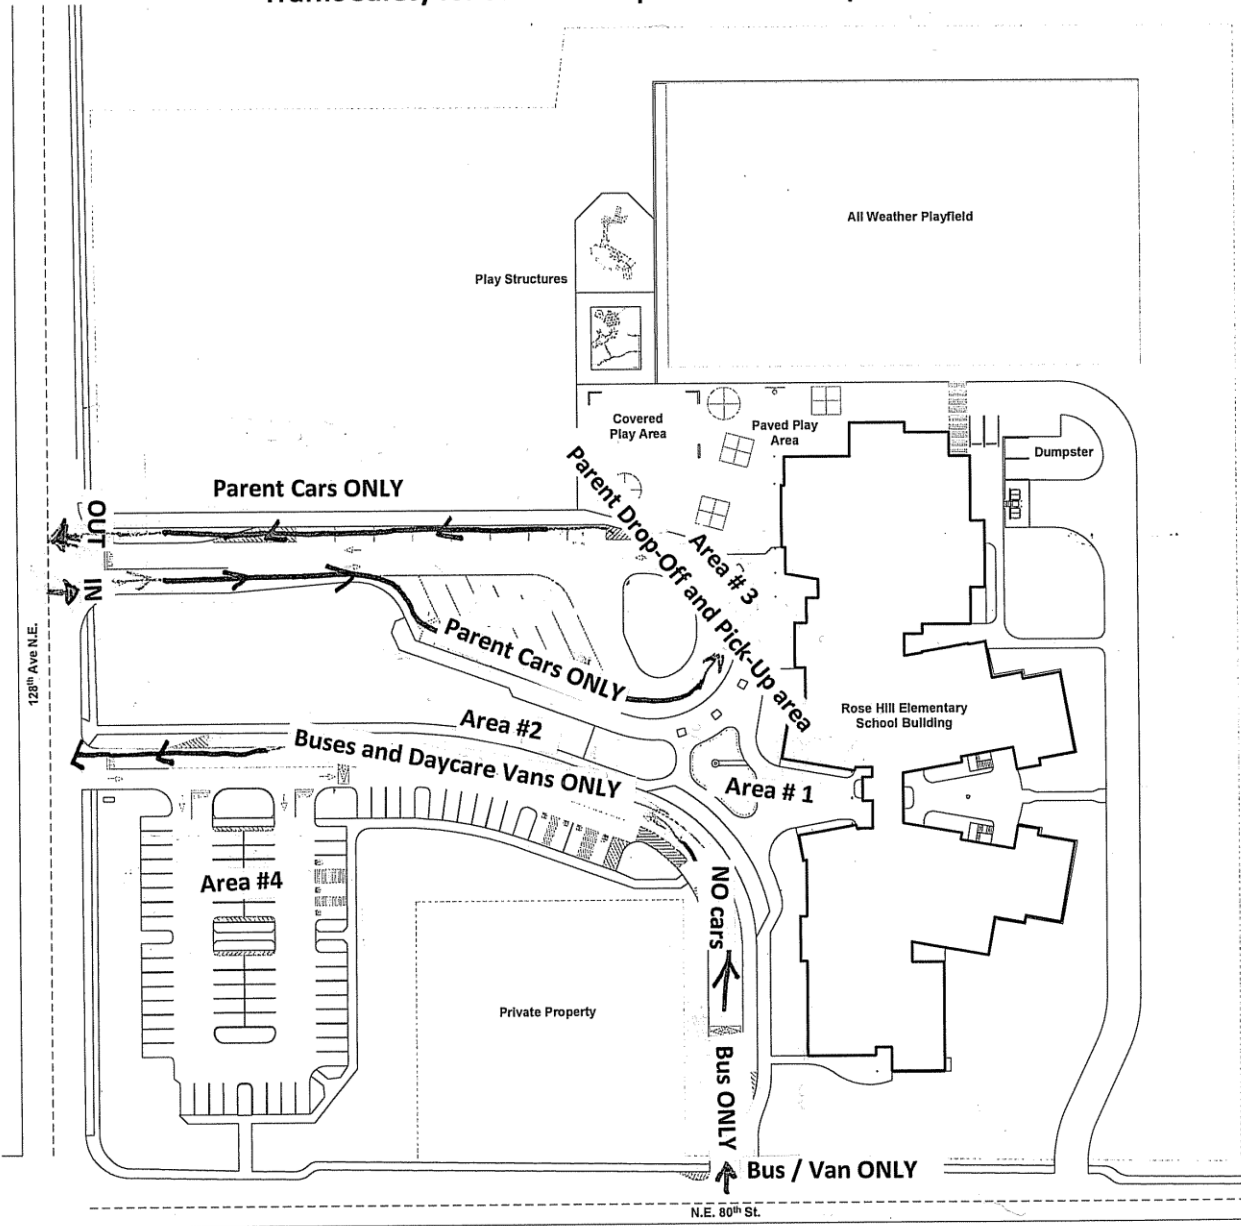 Traffic Safety
All Weather Playfield
Play Structures
Covered
Play Area
Paved Play
Area
Dumpster
Parent Cars ONLY
OUT
IN
Parent Drop-Off and Pick-Up area
Area # 3
Parent Cars ONLY
128th Ave N.E.
Rose Hill Elementary
School Building
Area #2
Buses and Daycare Vans ONLY
Area # 1
Area #4
NO cars
Private Property
Bus ONLY
Bus / Van ONLY
N.E. 80th St.